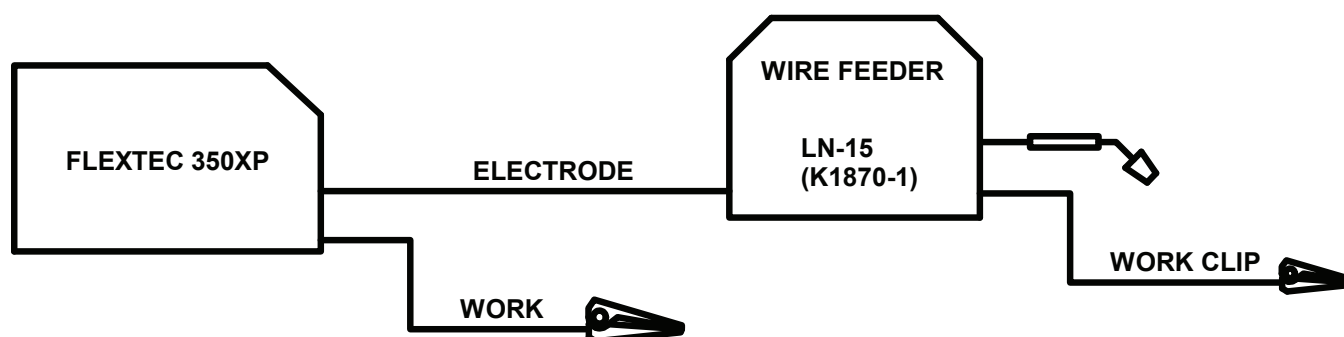 FLEXTEC 350XP
ELECTRODE
WORK
WIRE FEEDER
LN-15
(K1870-1)
WORK CLIP